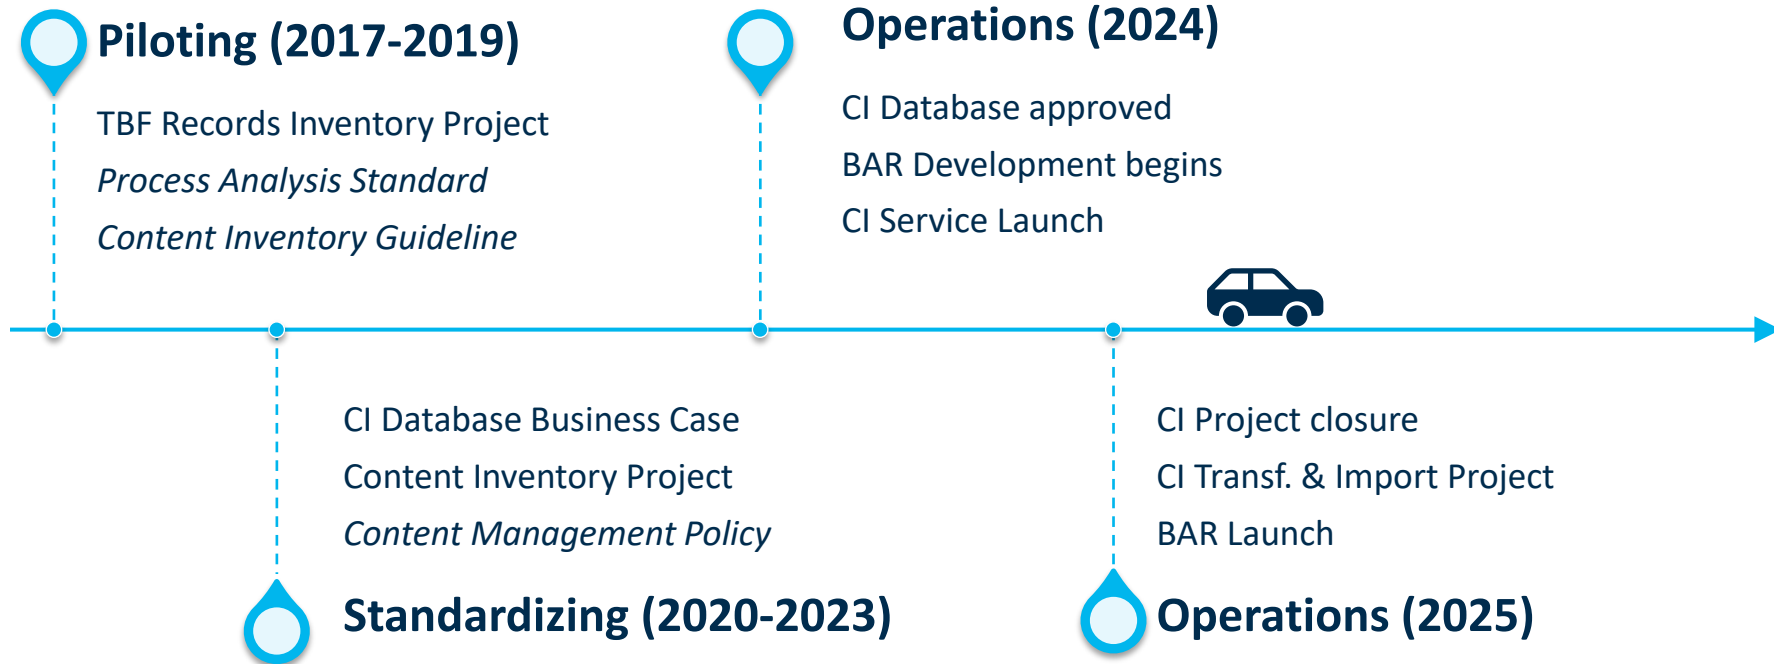 Piloting (2017-2019)
TBF Records Inventory Project
Process Analysis Standard
Content Inventory Guideline
CI Database Business Case
Content Inventory Project
Content Management Policy
Standardizing (2020-2023)
Operations (2024)
CI Database approved
BAR Development begins
CI Service Launch
CI Project closure
CI Transf. & Import Project
BAR Launch
Operations (2025)